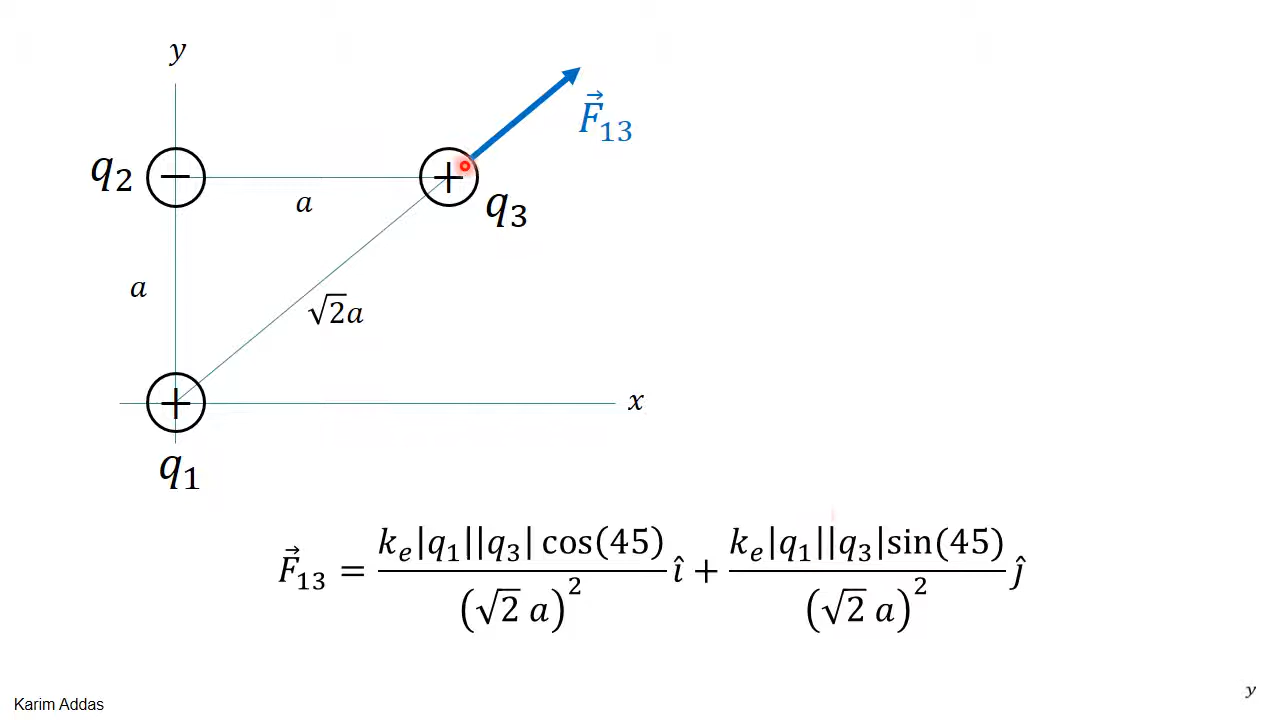 y
F⃗₁₃
q₂ − + 
a q₃
a
√2a
+ x
q₁
F⃗₁₃ = kₑ|q₁||q₃| cos(45) / (√2 a)² î + kₑ|q₁||q₃|sin(45) / (√2 a)² ĵ
Karim Addas
y